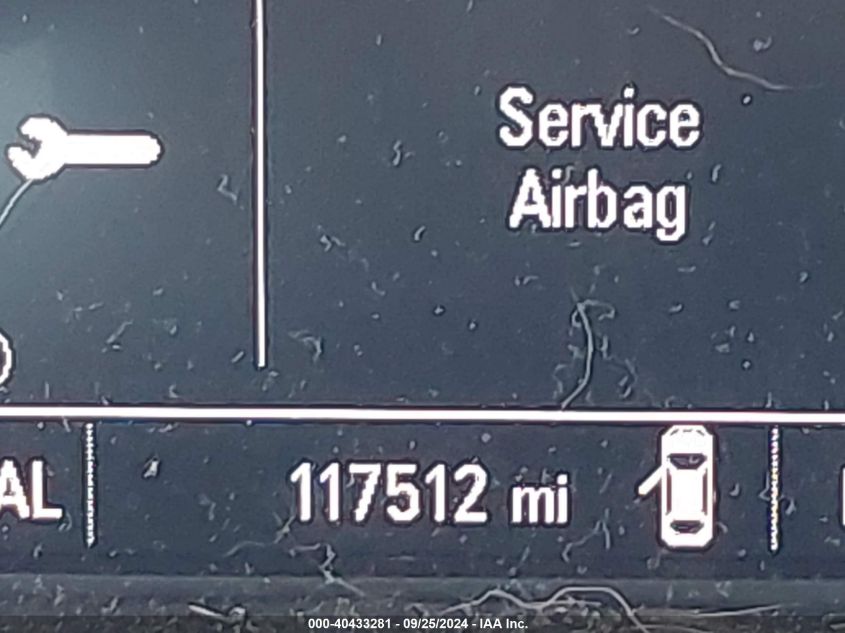 Service
Airbag
AL
117512 mi
000-40433281 - 09/25/2024 - IAA Inc.